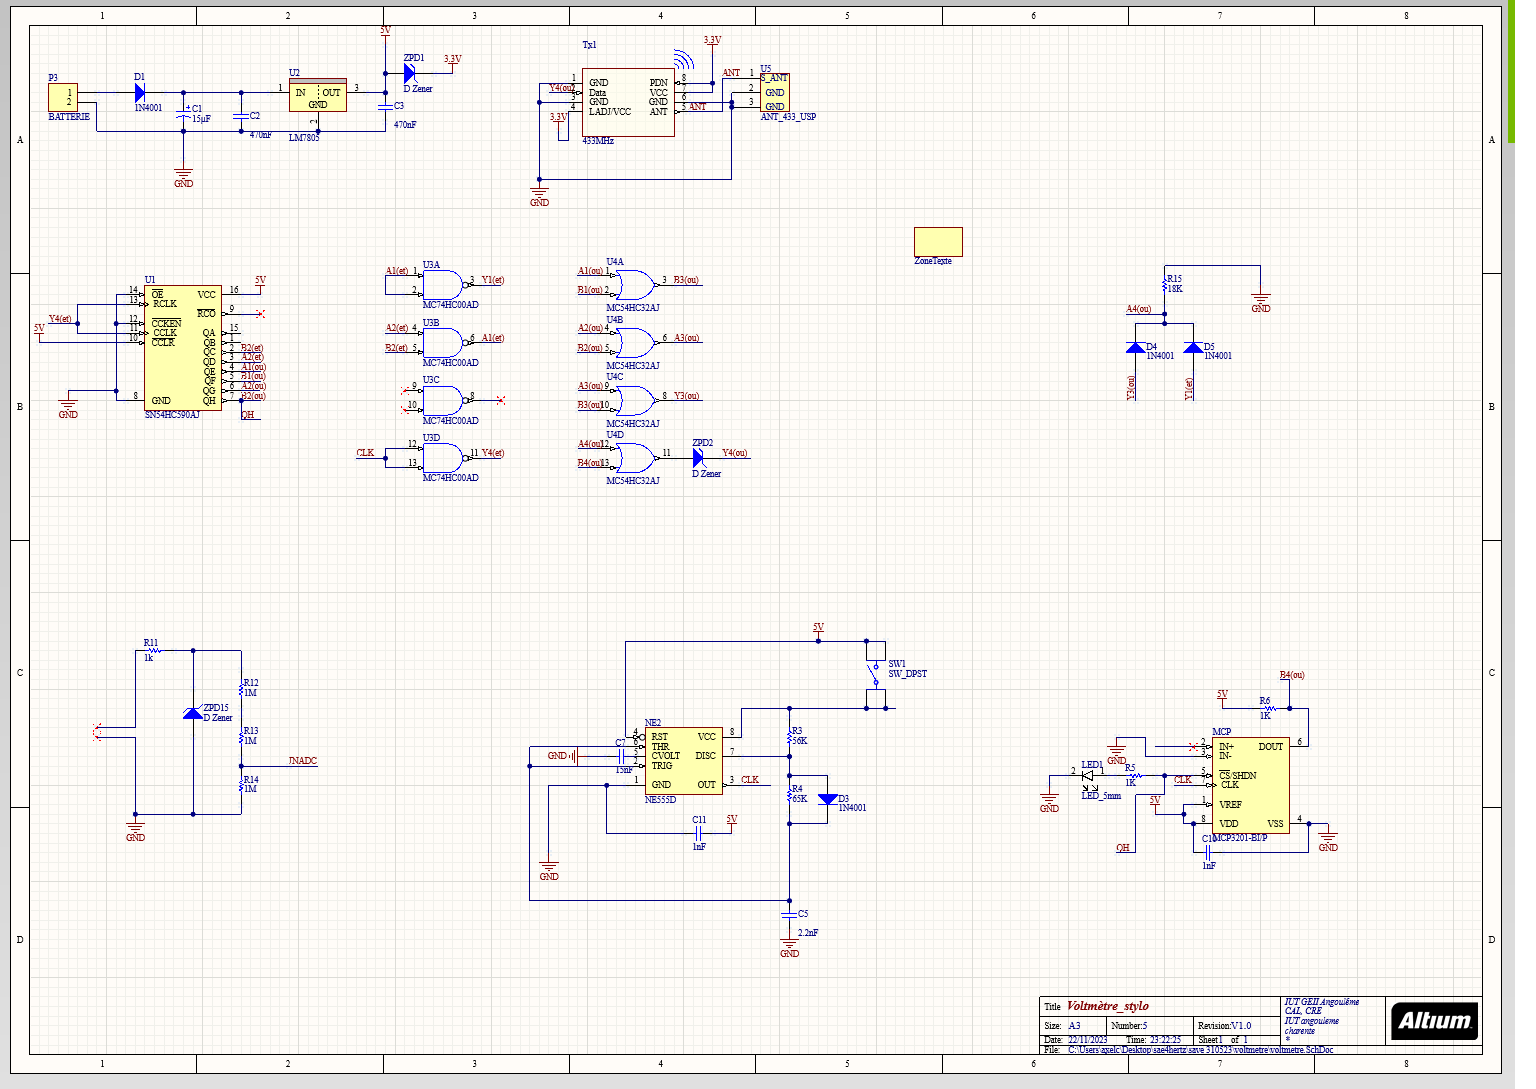 1 2 3 4 5 6 7 8
A
P3
1
2
BATTERIE
D1
1N4001
C1
15µF
C2
470nF
U2
1 IN OUT 3
GND
2
LM7805
GND
5V
ZPD1
D Zener
3.3V
C3
470nF
Tx1
1 GND PDN 8
Data VCC 7
3 GND GND 6
4 LADJ/VCC ANT 5
433MHz
3.3V
3.3V
GND
ANT
ANT
U5
1 S_ANT
2 GND
3 GND
ANT_433_USP
A
ZoneTexte
B
U1
14 OE VCC 16
13 RCLK
RCO 9
12 CCKEN
11 CCLK QA 15
10 CCLR QB 1
QC 2
QD 3
QE 4
QF 5
QG 6
8 GND QH 7
SN54HC590AJ
5V
Y4(et)
5V
GND
B2(et)
A2(et)
A1(ou)
B1(ou)
A2(ou)
B2(ou)
QH
U3A
A1(et) 1
2
3 Y1(et)
MC74HC00AD
U3B
A2(et) 4
B2(et) 5
6 A1(et)
MC74HC00AD
U3C
9
10
8
MC74HC00AD
U3D
CLK
12
13
11 Y4(et)
MC74HC00AD
U4A
A1(ou) 1
B1(ou) 2
3 B3(ou)
MC54HC32AJ
U4B
A2(ou) 4
B2(ou) 5
6 A3(ou)
MC54HC32AJ
U4C
A3(ou) 9
B3(ou) 10
8 Y3(ou)
MC54HC32AJ
U4D
A4(ou) 12
B4(ou) 13
11
MC54HC32AJ
ZPD2
D Zener
Y4(ou)
R15
18K
GND
A4(ou)
D4
1N4001
D5
1N4001
Y3(ou)
Y1(et)
B
C
R11
1k
ZPD15
D Zener
R12
1M
R13
1M
R14
1M
INADC
GND
5V
SW1
SW_DPST
NE2
4 RST VCC 8
6 THR
5 CVOLT DISC 7
2 TRIG
1 GND OUT 3
NE555D
C7
15nF
GND
CLK
R3
56K
R4
65K
D3
1N4001
C11
1nF
5V
GND
C5
2.2nF
GND
B4(ou)
5V
R6
1K
MCP
2 IN+ DOUT 6
3 IN-
5 CS/SHDN
7 CLK
1 VREF
8 VDD VSS 4
MCP3201-BI/P
GND
LED1
2 1
LED_5mm
R5
1K
CLK
5V
GND
QH
1nF
GND
C
D
D
Title Voltmètre_stylo
Size: A3 Number:5 Revision:V1.0
Date: 22/11/2023 Time: 23:22:25 Sheet1 of 1
File: C:\Users\axelc\Desktop\sae4hertz\save 310523\voltmetre\voltmetre.SchDoc
IUT GEII Angoulême
CAL, CRE
IUT angouleme
charente
*
Altıum
1 2 3 4 5 6 7 8